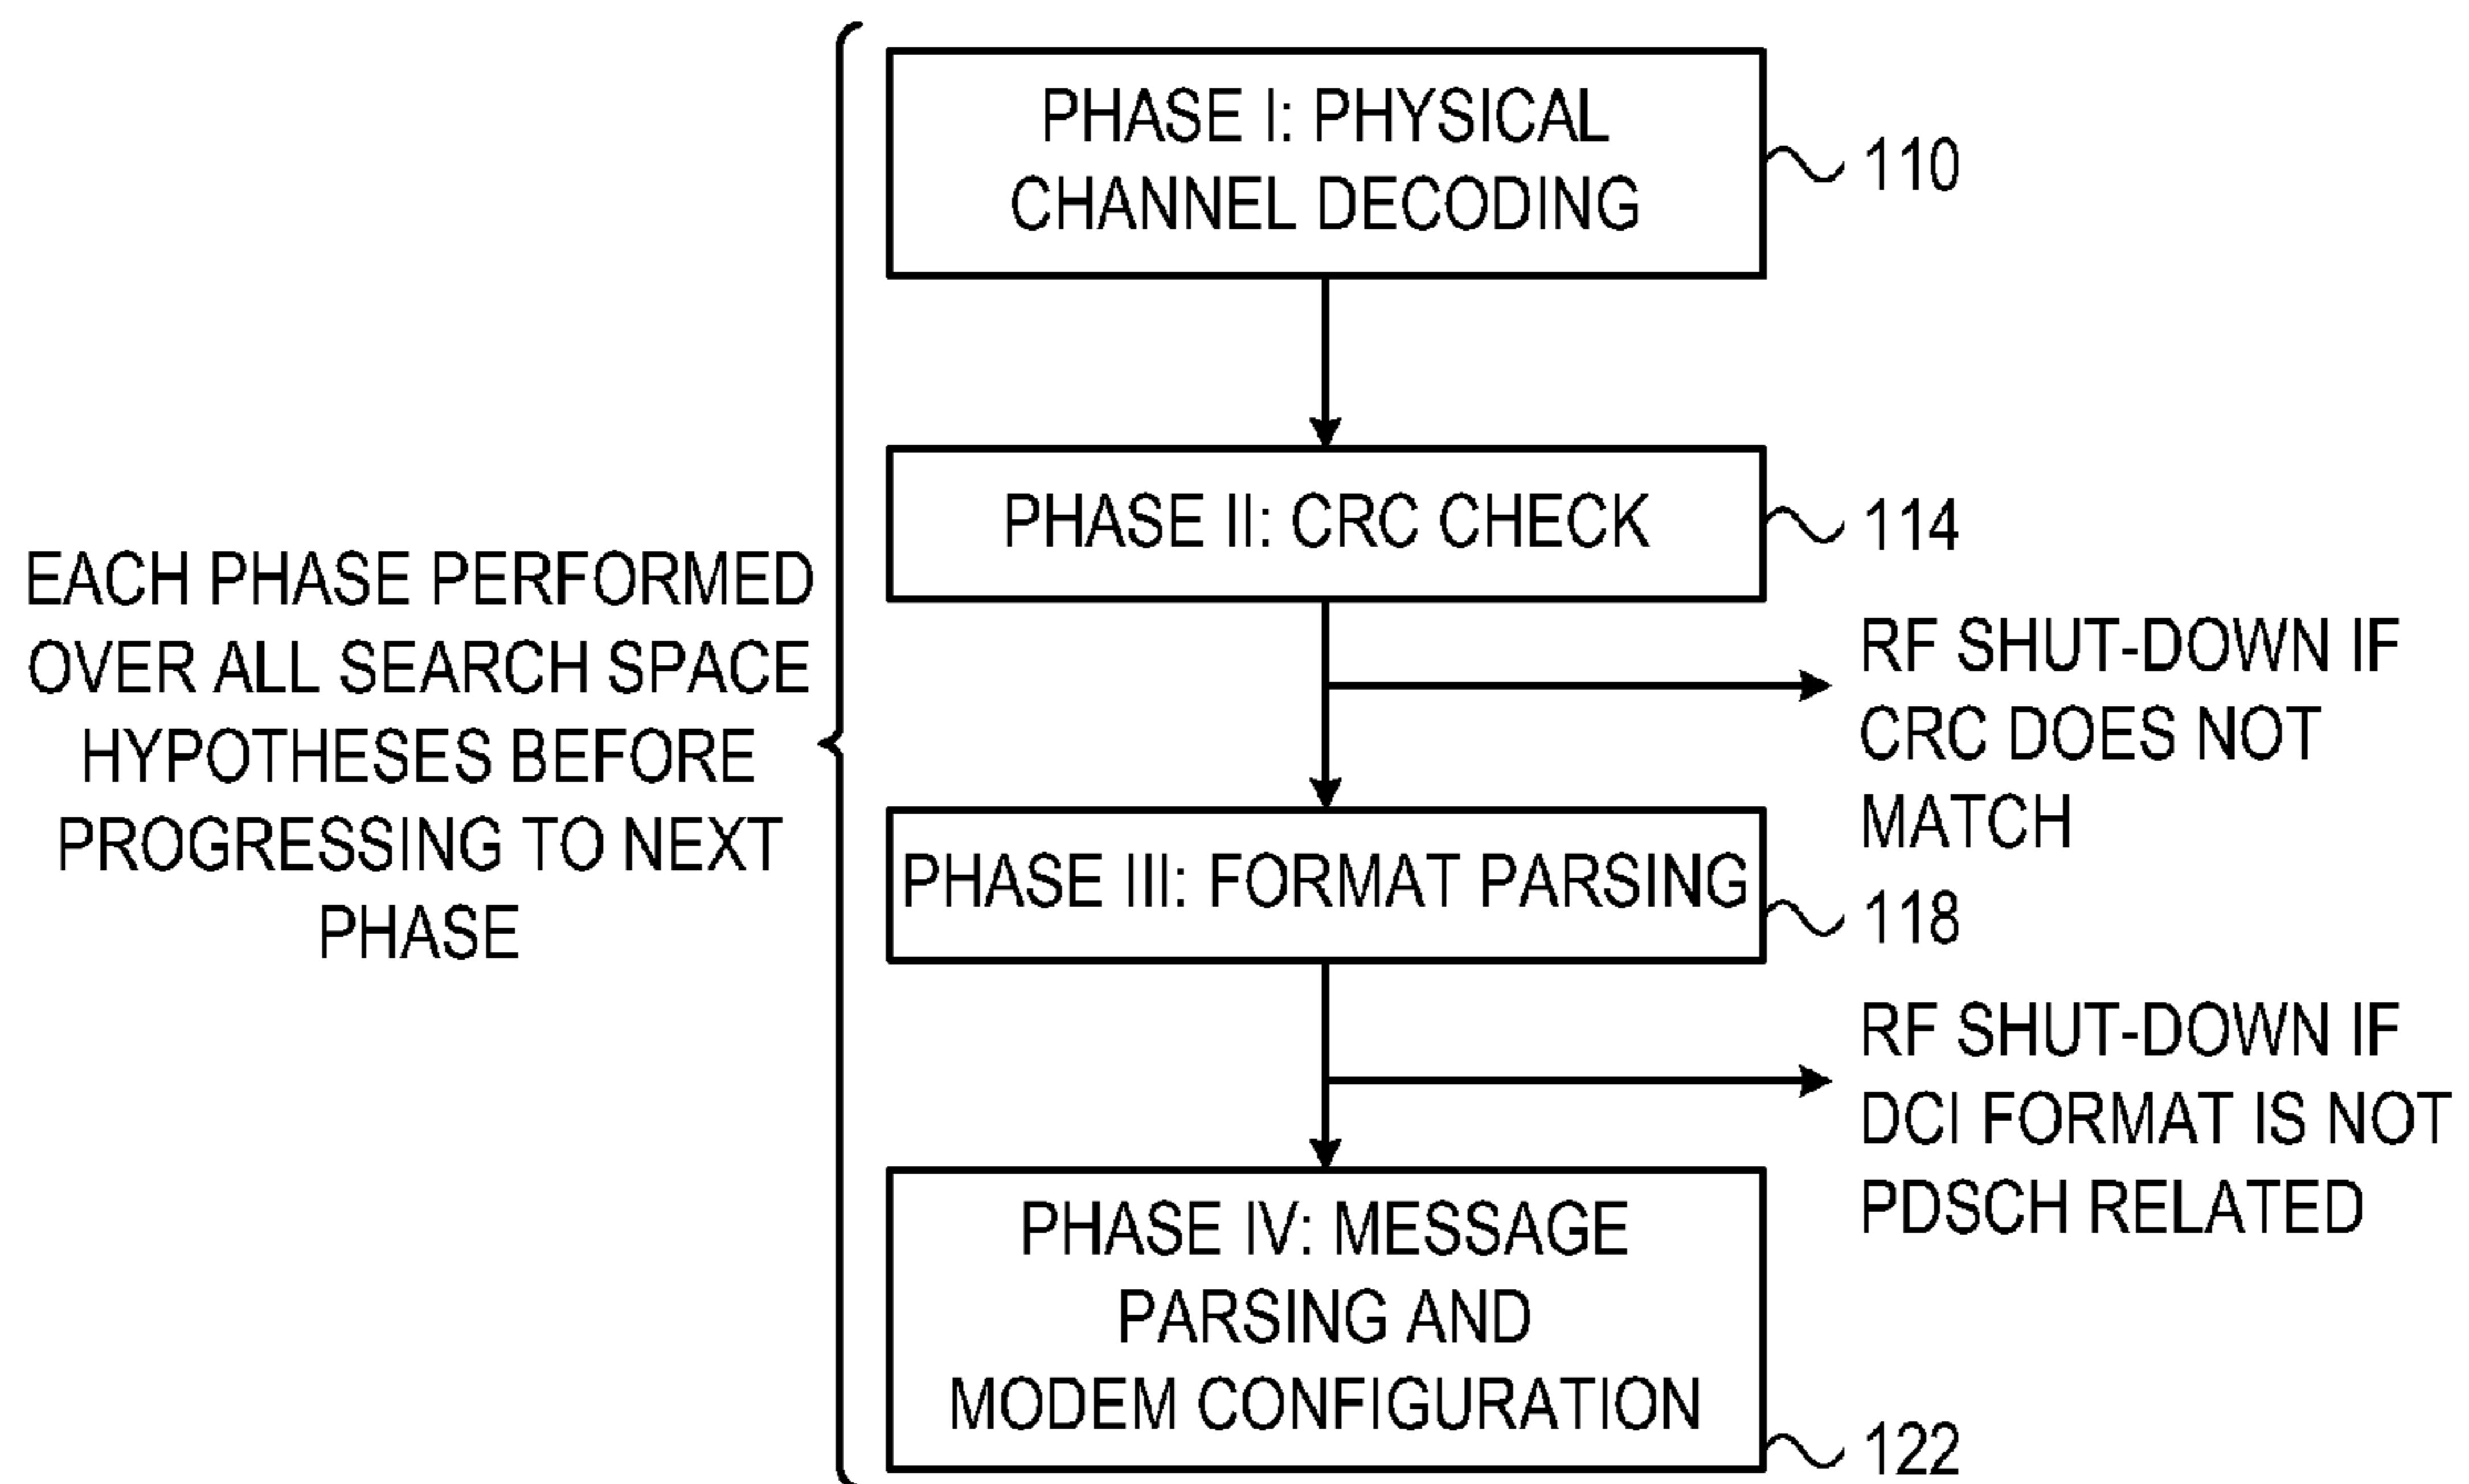 PHASE I: PHYSICAL
CHANNEL DECODING
110
PHASE II: CRC CHECK
114
EACH PHASE PERFORMED
OVER ALL SEARCH SPACE
HYPOTHESES BEFORE
PROGRESSING TO NEXT
PHASE
RF SHUT-DOWN IF
CRC DOES NOT
MATCH
PHASE III: FORMAT PARSING
118
RF SHUT-DOWN IF
DCI FORMAT IS NOT
PDSCH RELATED
PHASE IV: MESSAGE
PARSING AND
MODEM CONFIGURATION
122